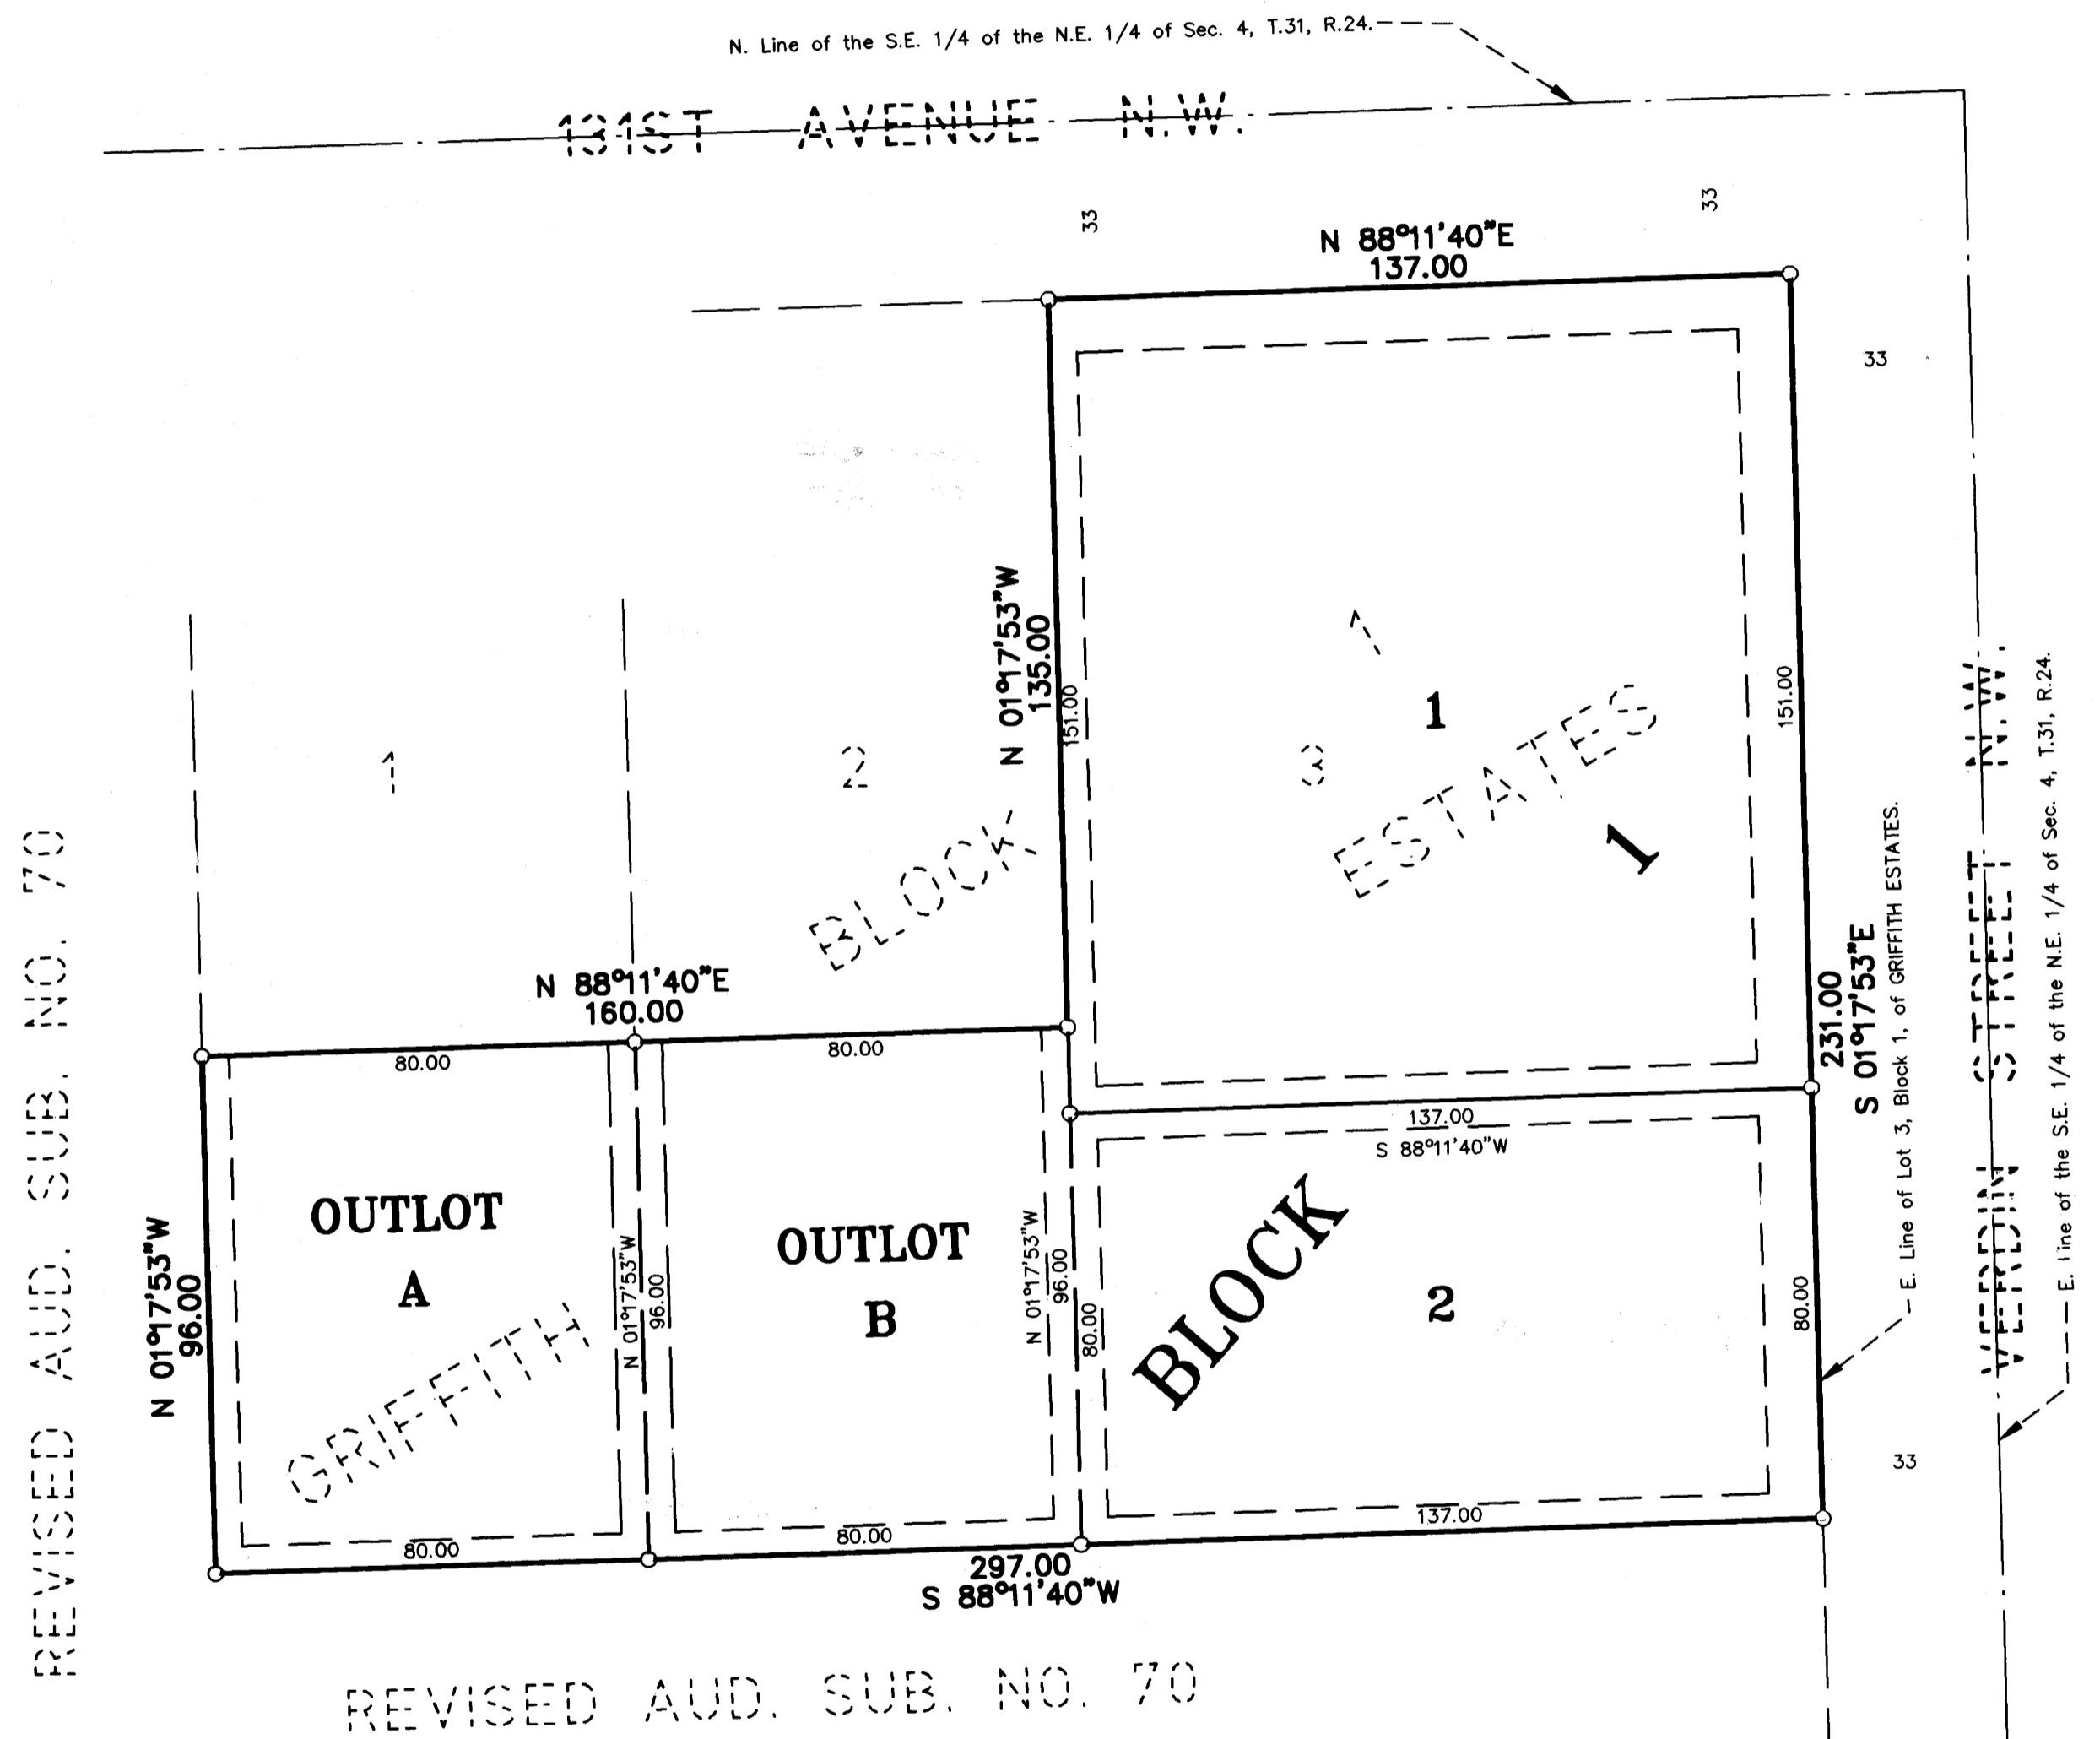 N. Line of the S.E. 1/4 of the N.E. 1/4 of Sec. 4, T.31, R.24.
131ST AVENUE N.W.
33
33
N 88°11'40"E
137.00
33
N 01°17'53"W
135.00
151.00
151.00
1
1
2
3
1
ESTATES
1
BLOCK
N 88°11'40"E
160.00
80.00
80.00
231.00
S 01°17'53"E
E. Line of Lot 3, Block 1, of GRIFFITH ESTATES.
VERDIN STREET N.W.
E. line of the S.E. 1/4 of the N.E. 1/4 of Sec. 4, T.31, R.24.
REVISED AUD. SUB. NO. 70
137.00
S 88°11'40"W
N 01°17'53"W
96.00
OUTLOT
A
GRIFFITH
N 01°17'53"W
96.00
OUTLOT
B
N 01°17'53"W
96.00
80.00
BLOCK
2
80.00
33
80.00
80.00
137.00
297.00
S 88°11'40"W
REVISED AUD. SUB. NO. 70